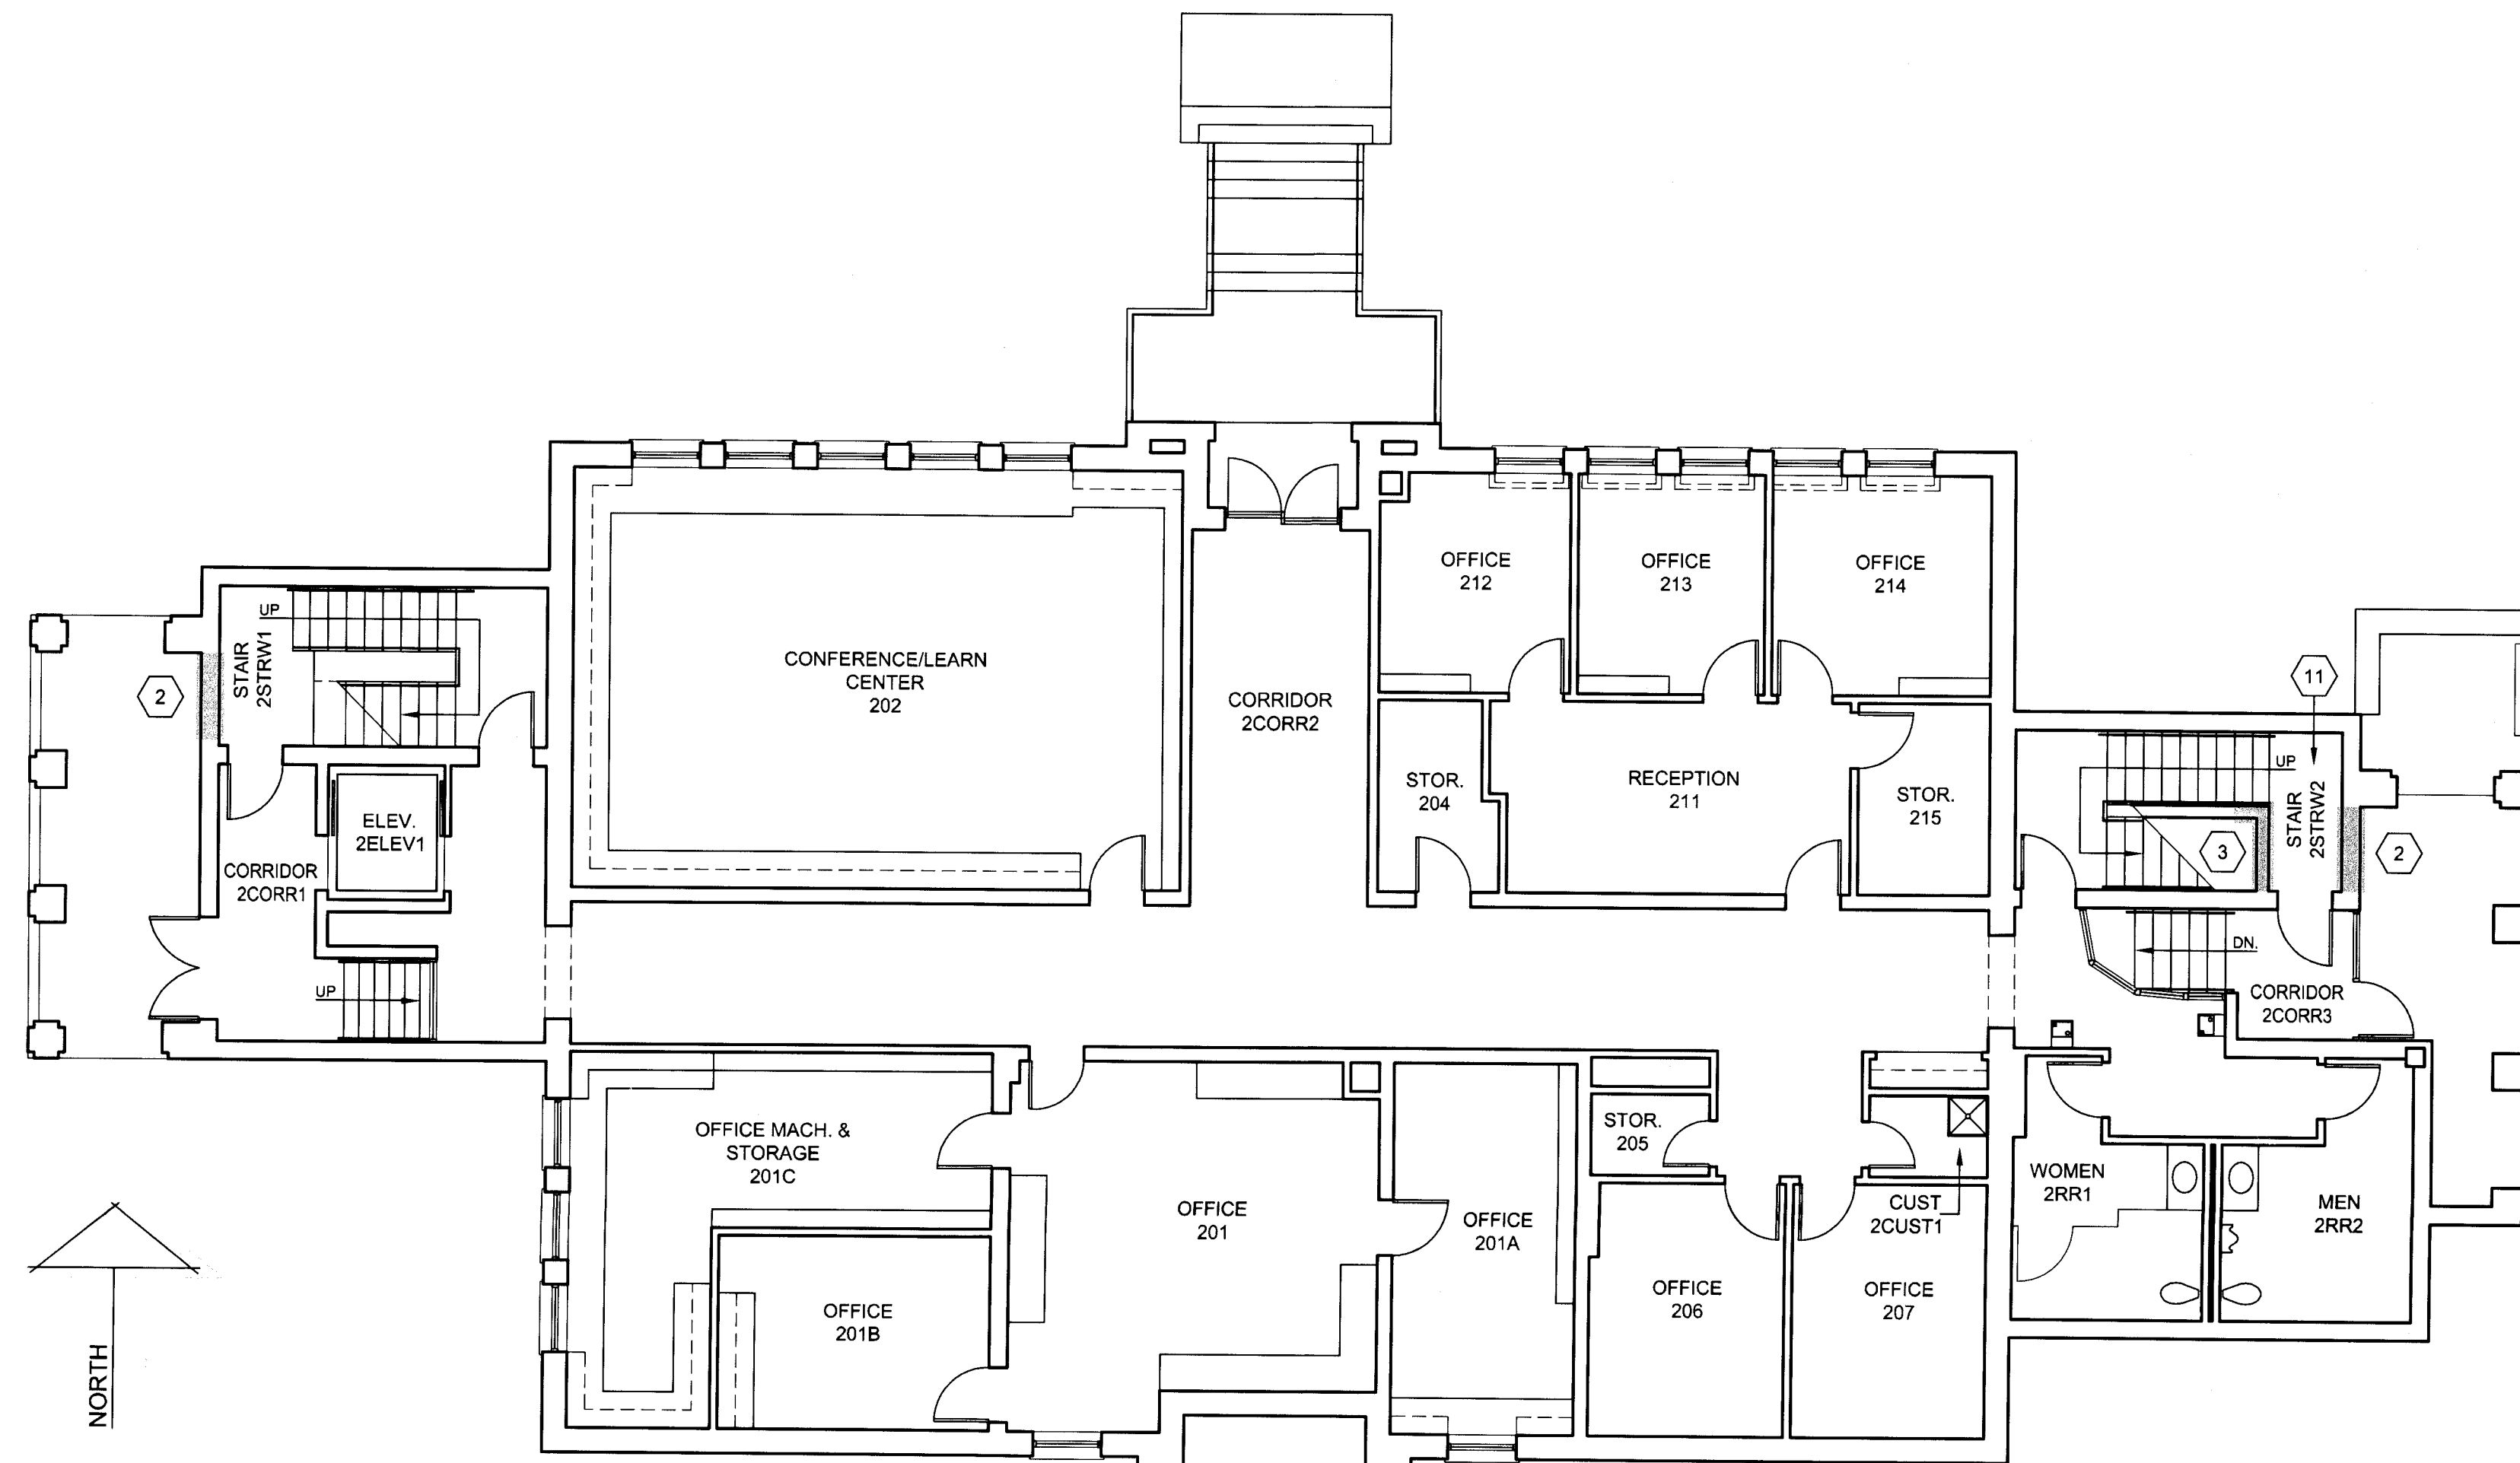 OFFICE
212
OFFICE
213
OFFICE
214
UP
STAIR
2STRW1
2
CONFERENCE/LEARN
CENTER
202
CORRIDOR
2CORR2
11
STOR.
204
RECEPTION
211
STOR.
215
UP
STAIR
2STRW2
3
2
ELEV.
2ELEV1
CORRIDOR
2CORR1
UP
DN.
CORRIDOR
2CORR3
OFFICE MACH. &
STORAGE
201C
OFFICE
201
OFFICE
201A
STOR.
205
CUST
2CUST1
WOMEN
2RR1
MEN
2RR2
OFFICE
201B
OFFICE
206
OFFICE
207
NORTH